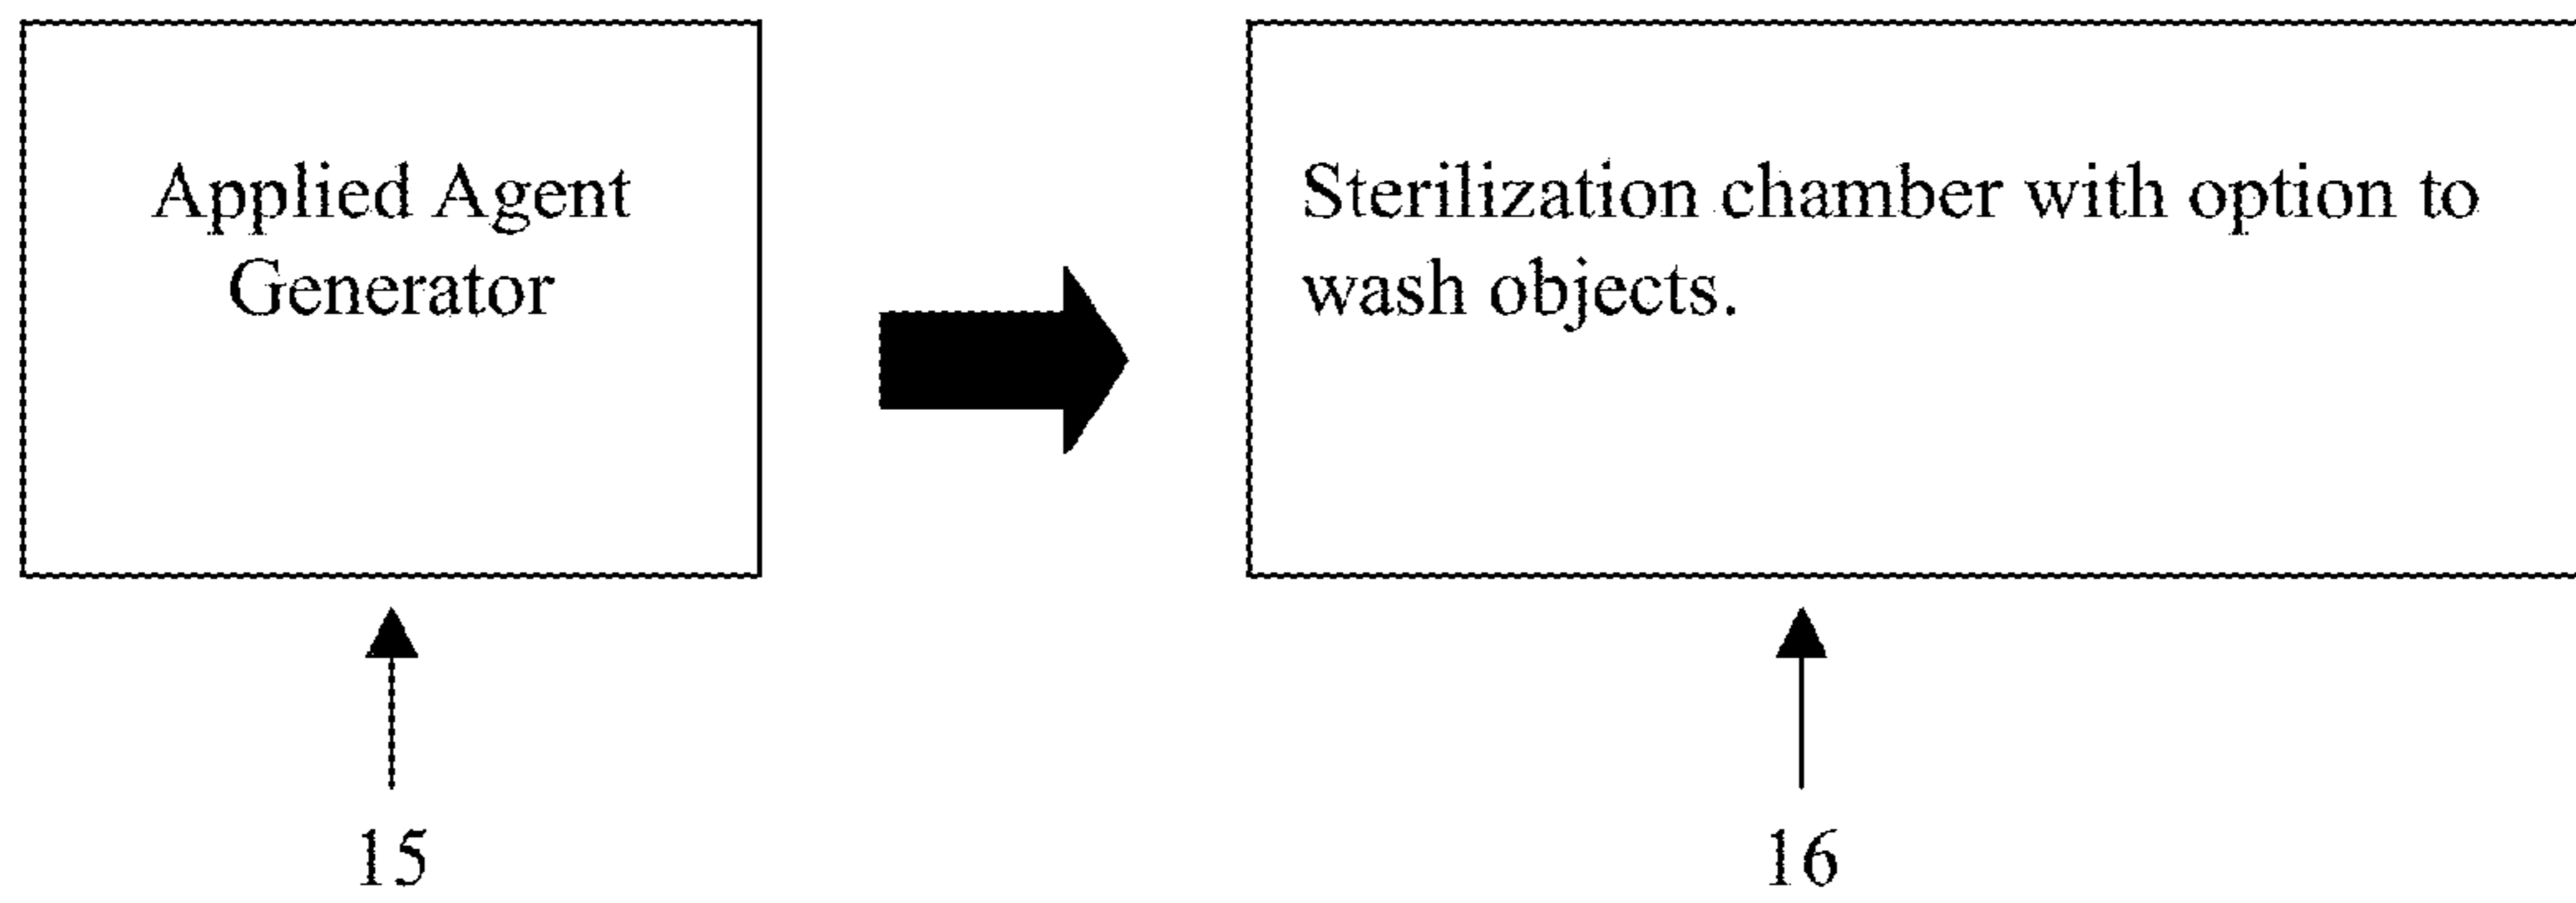 Applied Agent
Generator
Sterilization chamber with option to
wash objects.
15
16